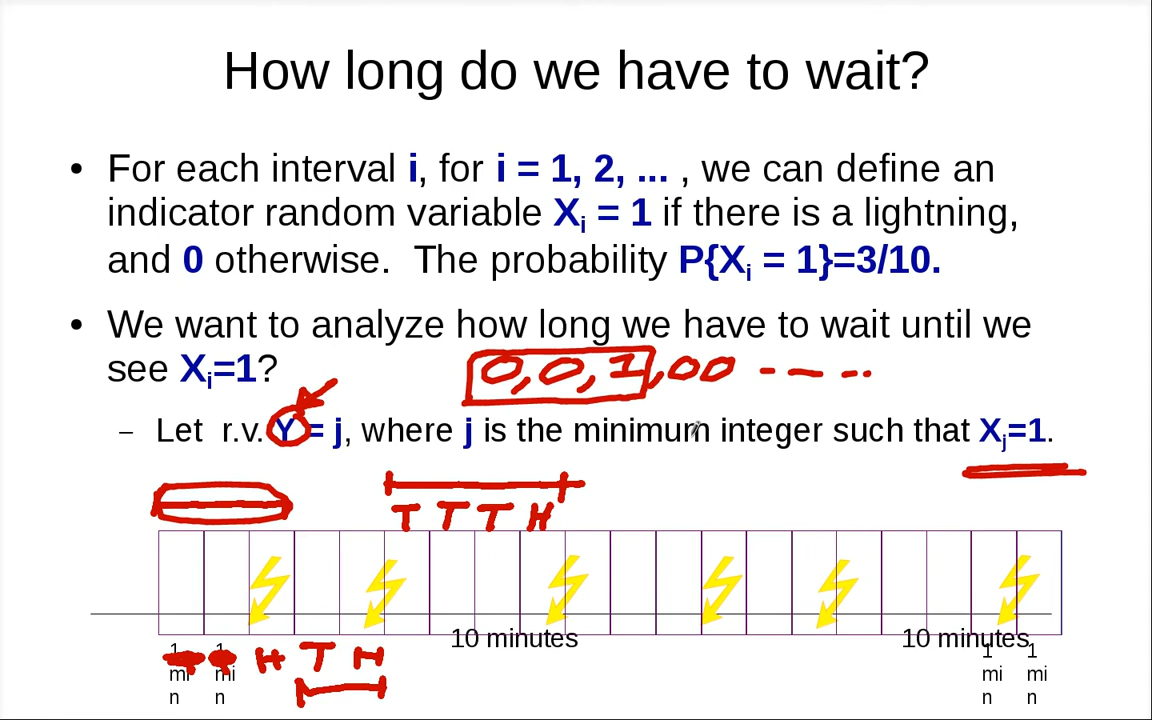 How long do we have to wait?
• For each interval i, for i = 1, 2, ... , we can define an
indicator random variable Xi = 1 if there is a lightning,
and 0 otherwise. The probability P{Xi = 1}=3/10.
• We want to analyze how long we have to wait until we
see Xi=1?
0, 0, 1, 00 - — - ..
– Let r.v. Y = j, where j is the minimum integer such that Xj=1.
T T T H
10 minutes
10 minutes
1
min
1
min
H T H
1
min
1
min